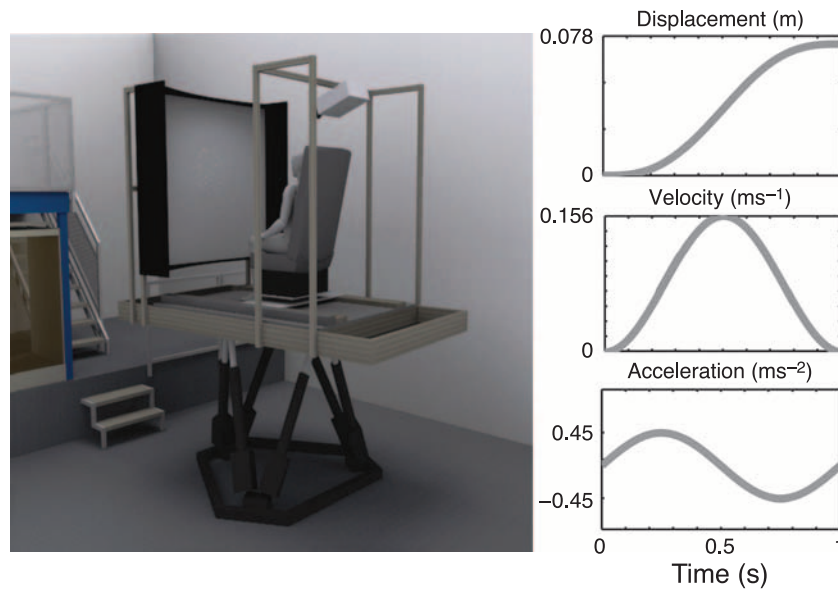 Displacement (m)
0.078
0
Velocity (ms⁻¹)
0.156
0
Acceleration (ms⁻²)
0.45
−0.45
0 0.5 1
Time (s)